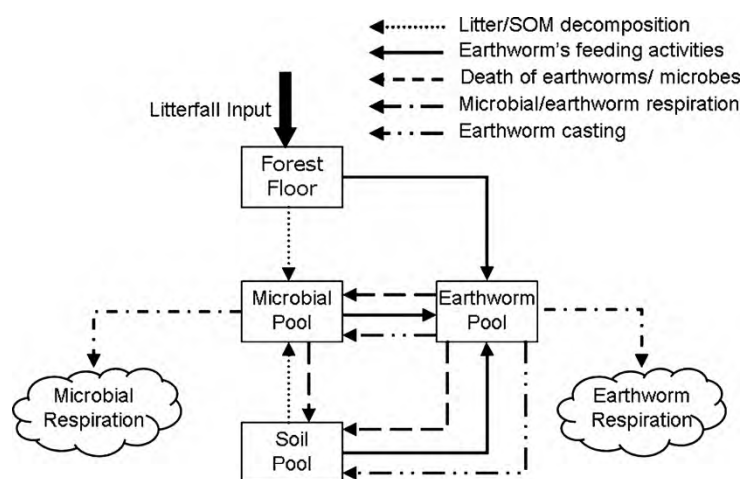 Litter/SOM decomposition
Earthworm's feeding activities
Death of earthworms/ microbes
Microbial/earthworm respiration
Earthworm casting
Litterfall Input
Forest
Floor
Microbial
Pool
Earthworm
Pool
Microbial
Respiration
Earthworm
Respiration
Soil
Pool